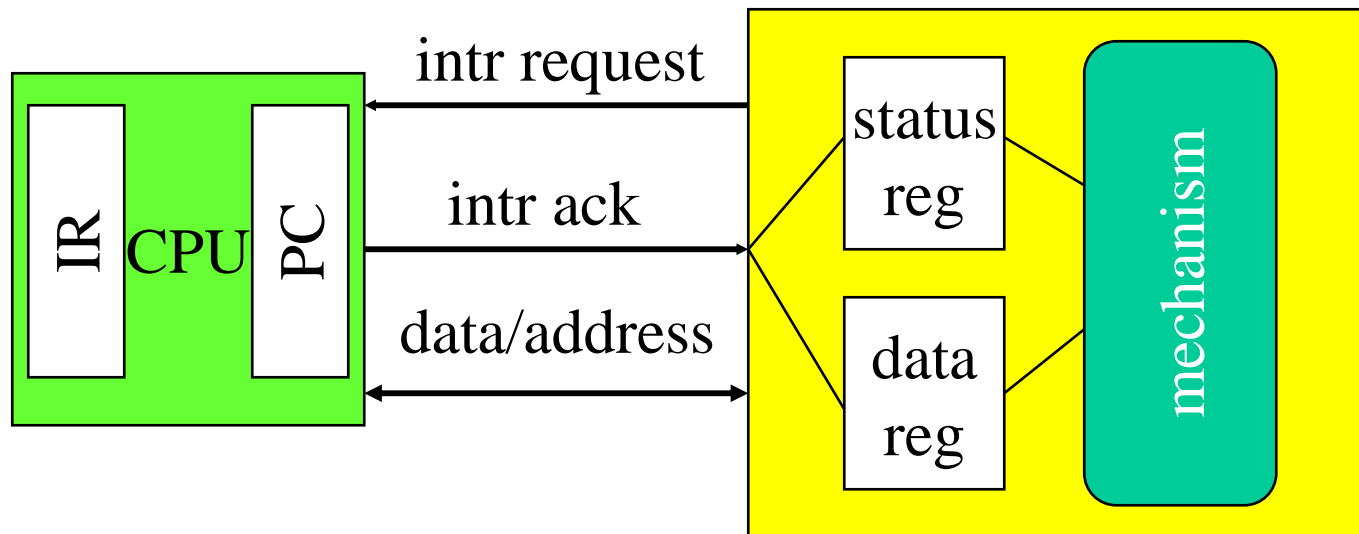 intr request
intr ack
data/address
IR
CPU
PC
status
reg
data
reg
mechanism